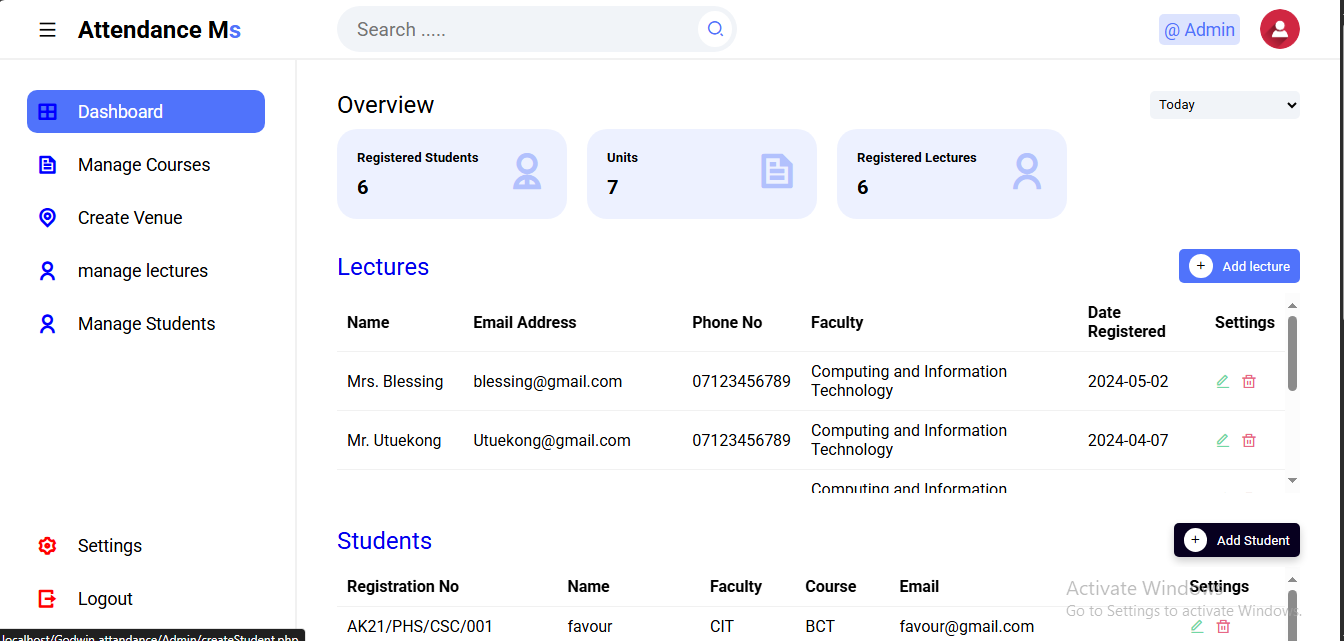 Attendance Ms
Search .....
@ Admin
Dashboard
Manage Courses
Create Venue
manage lectures
Manage Students
Settings
Logout
Overview
Today
Registered Students
6
Units
7
Registered Lectures
6
Lectures
+ Add lecture
Name Email Address Phone No Faculty Date Registered Settings
Mrs. Blessing blessing@gmail.com 07123456789 Computing and Information Technology 2024-05-02
Mr. Utuekong Utuekong@gmail.com 07123456789 Computing and Information Technology 2024-04-07
Computing and Information
Students
+ Add Student
Registration No Name Faculty Course Email Settings
AK21/PHS/CSC/001 favour CIT BCT favour@gmail.com
Activate Windows
Go to Settings to activate Windows.
localhost/Godwin-attandance/Admin/createStudent.php